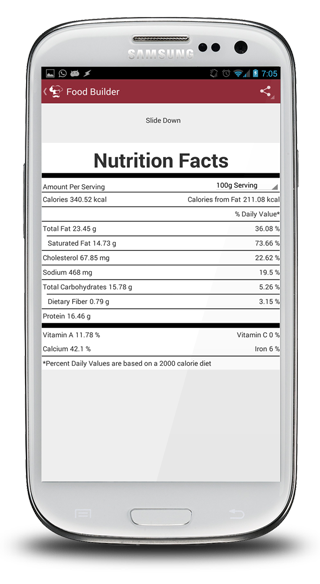 SAMSUNG
7:05
Food Builder
Slide Down
Nutrition Facts
Amount Per Serving 100g Serving
Calories 340.52 kcal Calories from Fat 211.08 kcal
% Daily Value*
Total Fat 23.45 g 36.08 %
Saturated Fat 14.73 g 73.66 %
Cholesterol 67.85 mg 22.62 %
Sodium 468 mg 19.5 %
Total Carbohydrates 15.78 g 5.26 %
Dietary Fiber 0.79 g 3.15 %
Protein 16.46 g
Vitamin A 11.78 % Vitamin C 0 %
Calcium 42.1 % Iron 6 %
*Percent Daily Values are based on a 2000 calorie diet